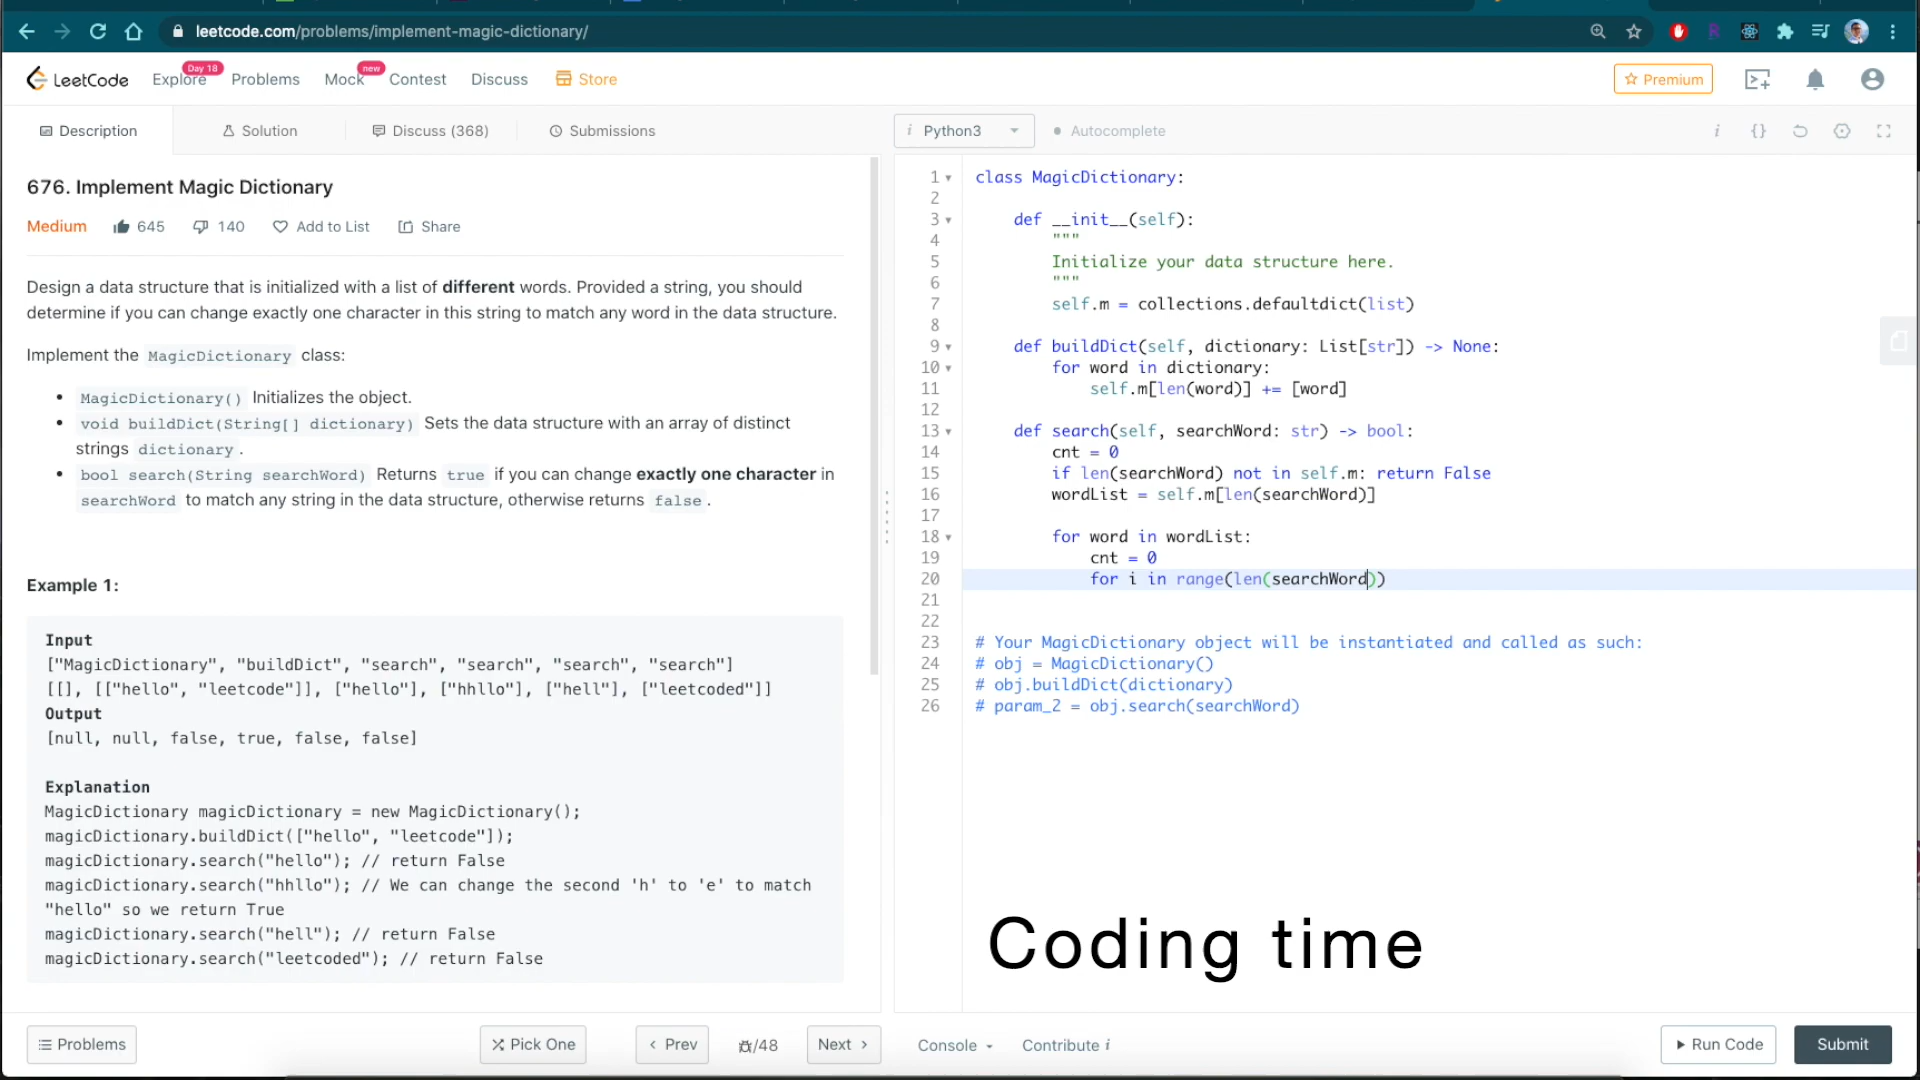 leetcode.com/problems/implement-magic-dictionary/
LeetCode
Explore
Day 18
Problems
Mock
new
Contest
Discuss
Store
Premium
Description
Solution
Discuss (368)
Submissions
i Python3
Autocomplete
i
{}
676. Implement Magic Dictionary
Medium
645
140
Add to List
Share
Design a data structure that is initialized with a list of different words. Provided a string, you should
determine if you can change exactly one character in this string to match any word in the data structure.
Implement the MagicDictionary class:
• MagicDictionary() Initializes the object.
• void buildDict(String[] dictionary) Sets the data structure with an array of distinct
strings dictionary.
• bool search(String searchWord) Returns true if you can change exactly one character in
searchWord to match any string in the data structure, otherwise returns false.
Example 1:
Input
["MagicDictionary", "buildDict", "search", "search", "search", "search"]
[[], [["hello", "leetcode"]], ["hello"], ["hhllo"], ["hell"], ["leetcoded"]]
Output
[null, null, false, true, false, false]
Explanation
MagicDictionary magicDictionary = new MagicDictionary();
magicDictionary.buildDict(["hello", "leetcode"]);
magicDictionary.search("hello"); // return False
magicDictionary.search("hhllo"); // We can change the second 'h' to 'e' to match
"hello" so we return True
magicDictionary.search("hell"); // return False
magicDictionary.search("leetcoded"); // return False
1 class MagicDictionary:
2
3 def __init__(self):
4 """
5 Initialize your data structure here.
6 """
7 self.m = collections.defaultdict(list)
8
9 def buildDict(self, dictionary: List[str]) -> None:
10 for word in dictionary:
11 self.m[len(word)] += [word]
12
13 def search(self, searchWord: str) -> bool:
14 cnt = 0
15 if len(searchWord) not in self.m: return False
16 wordList = self.m[len(searchWord)]
17
18 for word in wordList:
19 cnt = 0
20 for i in range(len(searchWord))
21
22
23 # Your MagicDictionary object will be instantiated and called as such:
24 # obj = MagicDictionary()
25 # obj.buildDict(dictionary)
26 # param_2 = obj.search(searchWord)
Coding time
Problems
Pick One
< Prev
/48
Next >
Console
Contribute i
Run Code
Submit